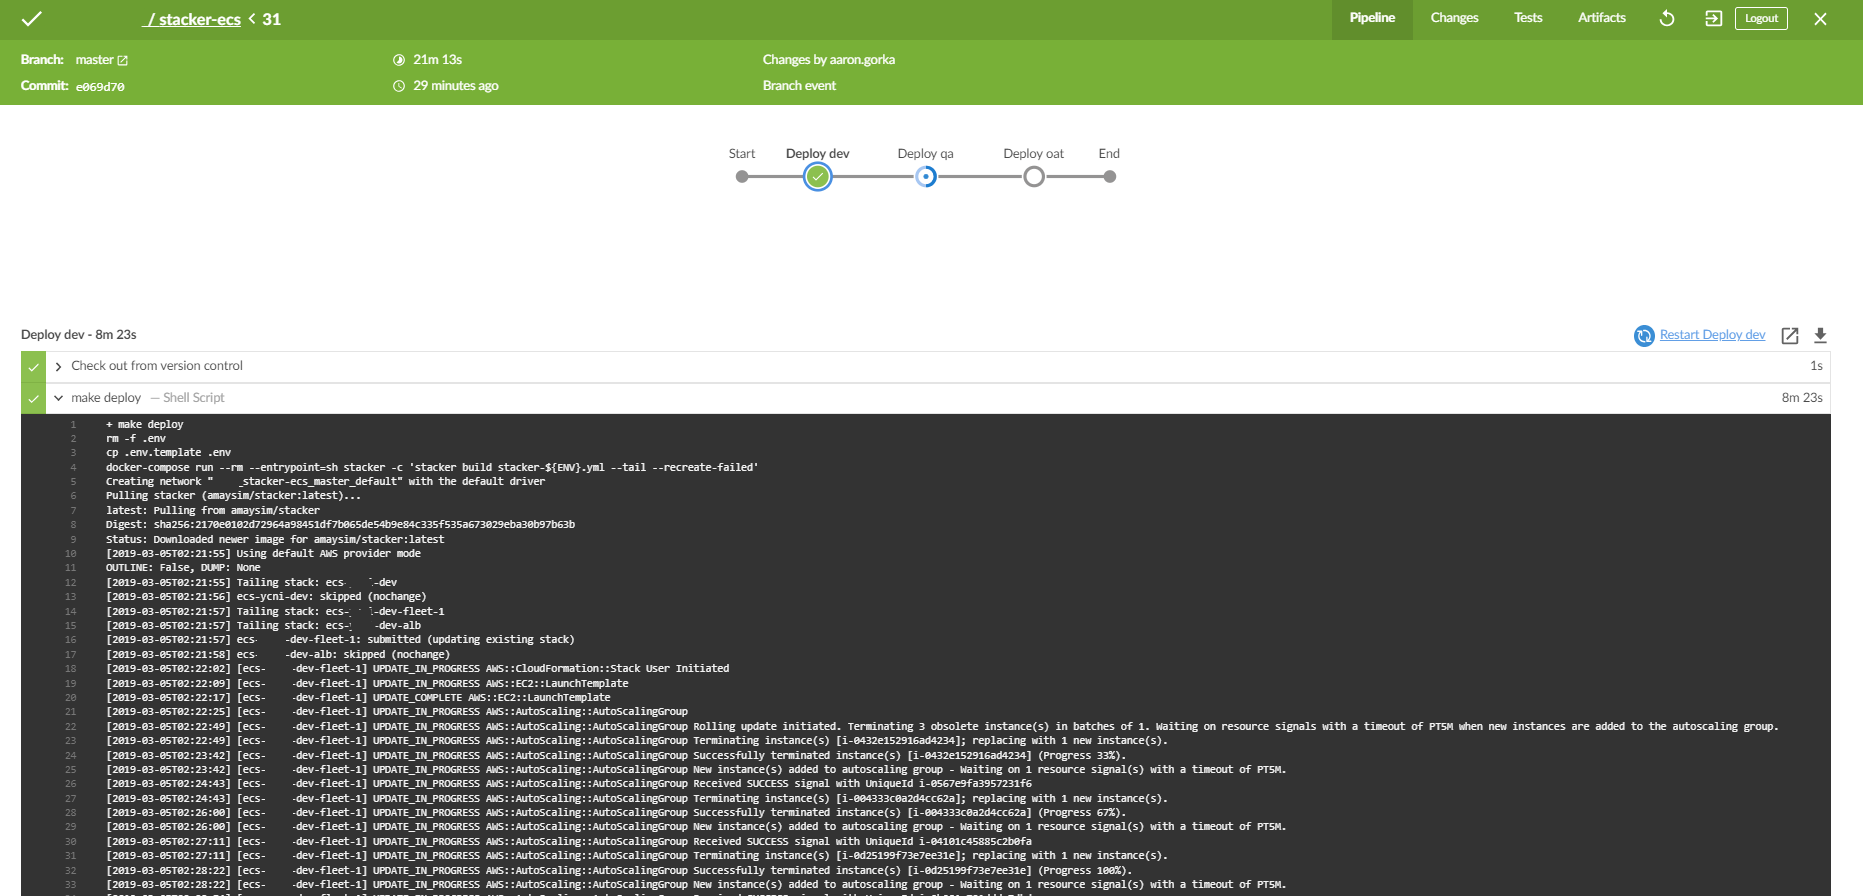 / stacker-ecs < 31
Pipeline Changes Tests Artifacts Logout
Branch: master 21m 13s Changes by aaron.gorka
Commit: e069d70 29 minutes ago Branch event
Start Deploy dev Deploy qa Deploy oat End
Deploy dev - 8m 23s Restart Deploy dev
Check out from version control 1s
make deploy — Shell Script 8m 23s
1 + make deploy
2 rm -f .env
3 cp .env.template .env
4 docker-compose run --rm --entrypoint=sh stacker -c 'stacker build stacker-${ENV}.yml --tail --recreate-failed'
5 Creating network " _stacker-ecs_master_default" with the default driver
6 Pulling stacker (amaysim/stacker:latest)...
7 latest: Pulling from amaysim/stacker
8 Digest: sha256:2170e0102d72964a98451df7b065de54b9e84c335f535a673029eba30b97b63b
9 Status: Downloaded newer image for amaysim/stacker:latest
10 [2019-03-05T02:21:55] Using default AWS provider mode
11 OUTLINE: False, DUMP: None
12 [2019-03-05T02:21:55] Tailing stack: ecs- -dev
13 [2019-03-05T02:21:56] ecs-ycni-dev: skipped (nochange)
14 [2019-03-05T02:21:57] Tailing stack: ecs- -dev-fleet-1
15 [2019-03-05T02:21:57] Tailing stack: ecs- -dev-alb
16 [2019-03-05T02:21:57] ecs- -dev-fleet-1: submitted (updating existing stack)
17 [2019-03-05T02:21:58] ecs- -dev-alb: skipped (nochange)
18 [2019-03-05T02:22:02] [ecs- -dev-fleet-1] UPDATE_IN_PROGRESS AWS::CloudFormation::Stack User Initiated
19 [2019-03-05T02:22:09] [ecs- -dev-fleet-1] UPDATE_IN_PROGRESS AWS::EC2::LaunchTemplate
20 [2019-03-05T02:22:17] [ecs- -dev-fleet-1] UPDATE_COMPLETE AWS::EC2::LaunchTemplate
21 [2019-03-05T02:22:25] [ecs- -dev-fleet-1] UPDATE_IN_PROGRESS AWS::AutoScaling::AutoScalingGroup
22 [2019-03-05T02:22:49] [ecs- -dev-fleet-1] UPDATE_IN_PROGRESS AWS::AutoScaling::AutoScalingGroup Rolling update initiated. Terminating 3 obsolete instance(s) in batches of 1. Waiting on resource signals with a timeout of PT5M when new instances are added to the autoscaling group.
23 [2019-03-05T02:22:49] [ecs- -dev-fleet-1] UPDATE_IN_PROGRESS AWS::AutoScaling::AutoScalingGroup Terminating instance(s) [i-0432e152916ad4234]; replacing with 1 new instance(s).
24 [2019-03-05T02:23:42] [ecs- -dev-fleet-1] UPDATE_IN_PROGRESS AWS::AutoScaling::AutoScalingGroup Successfully terminated instance(s) [i-0432e152916ad4234] (Progress 33%).
25 [2019-03-05T02:23:42] [ecs- -dev-fleet-1] UPDATE_IN_PROGRESS AWS::AutoScaling::AutoScalingGroup New instance(s) added to autoscaling group - Waiting on 1 resource signal(s) with a timeout of PT5M.
26 [2019-03-05T02:24:43] [ecs- -dev-fleet-1] UPDATE_IN_PROGRESS AWS::AutoScaling::AutoScalingGroup Received SUCCESS signal with UniqueId i-0567e9fa3957231f6
27 [2019-03-05T02:24:43] [ecs- -dev-fleet-1] UPDATE_IN_PROGRESS AWS::AutoScaling::AutoScalingGroup Terminating instance(s) [i-004333c0a2d4cc62a]; replacing with 1 new instance(s).
28 [2019-03-05T02:26:00] [ecs- -dev-fleet-1] UPDATE_IN_PROGRESS AWS::AutoScaling::AutoScalingGroup Successfully terminated instance(s) [i-004333c0a2d4cc62a] (Progress 67%).
29 [2019-03-05T02:26:00] [ecs- -dev-fleet-1] UPDATE_IN_PROGRESS AWS::AutoScaling::AutoScalingGroup New instance(s) added to autoscaling group - Waiting on 1 resource signal(s) with a timeout of PT5M.
30 [2019-03-05T02:27:11] [ecs- -dev-fleet-1] UPDATE_IN_PROGRESS AWS::AutoScaling::AutoScalingGroup Received SUCCESS signal with UniqueId i-04101c45885c2b0fa
31 [2019-03-05T02:27:11] [ecs- -dev-fleet-1] UPDATE_IN_PROGRESS AWS::AutoScaling::AutoScalingGroup Terminating instance(s) [i-0d25199f73e7ee31e]; replacing with 1 new instance(s).
32 [2019-03-05T02:28:22] [ecs- -dev-fleet-1] UPDATE_IN_PROGRESS AWS::AutoScaling::AutoScalingGroup Successfully terminated instance(s) [i-0d25199f73e7ee31e] (Progress 100%).
33 [2019-03-05T02:28:22] [ecs- -dev-fleet-1] UPDATE_IN_PROGRESS AWS::AutoScaling::AutoScalingGroup New instance(s) added to autoscaling group - Waiting on 1 resource signal(s) with a timeout of PT5M.